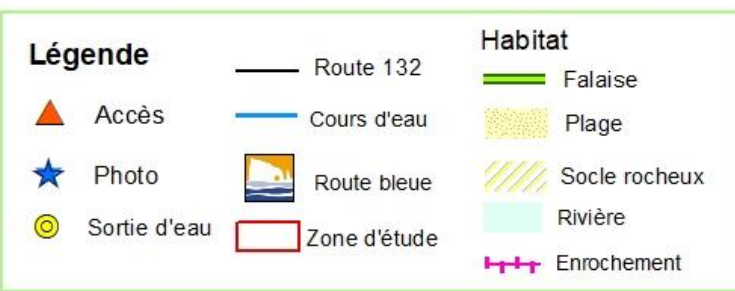 Légende
Accès
Photo
Sortie d'eau
Route 132
Cours d'eau
Route bleue
Zone d'étude
Habitat
Falaise
Plage
Socle rocheux
Rivière
Enrochement